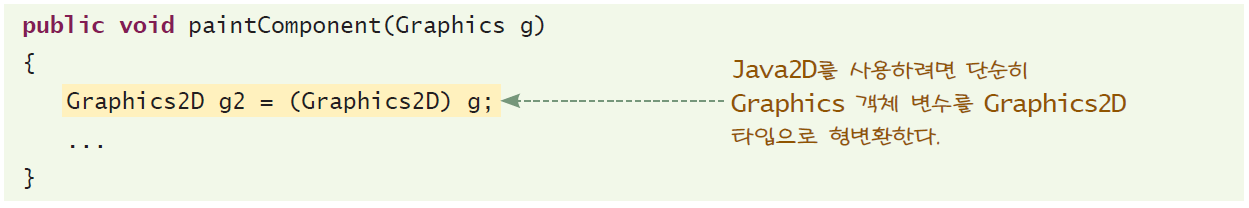 public void paintComponent(Graphics g)
{
Graphics2D g2 = (Graphics2D) g;
...
}
Java2D를 사용하려면 단순히
Graphics 객체 변수를 Graphics2D
타입으로 형변환한다.